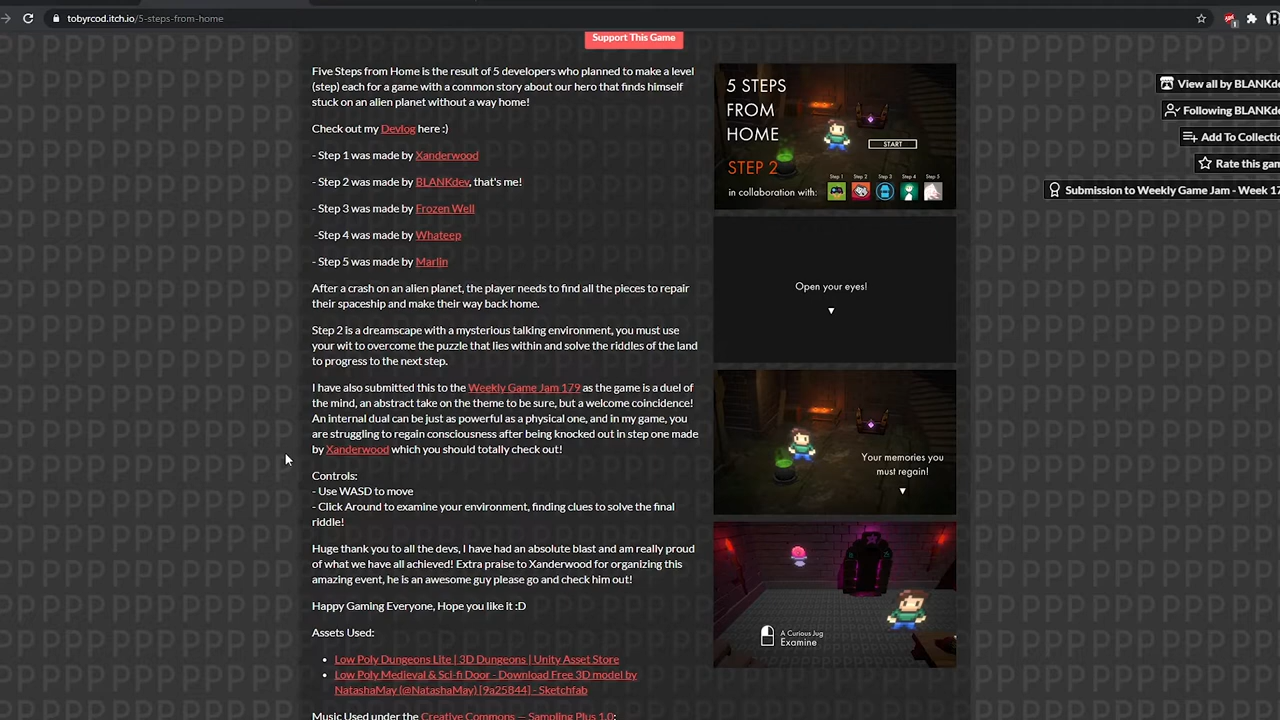 tobyrcod.itch.io/5-steps-from-home
Support This Game
Five Steps from Home is the result of 5 developers who planned to make a level
(step) each for a game with a common story about our hero that finds himself
stuck on an alien planet without a way home!
Check out my Devlog here :)
- Step 1 was made by Xanderwood
- Step 2 was made by BLANKdev, that's me!
- Step 3 was made by Frozen Well
-Step 4 was made by Whateep
- Step 5 was made by Marlin
After a crash on an alien planet, the player needs to find all the pieces to repair
their spaceship and make their way back home.
Step 2 is a dreamscape with a mysterious talking environment, you must use
your wit to overcome the puzzle that lies within and solve the riddles of the land
to progress to the next step.
I have also submitted this to the Weekly Game Jam 179 as the game is a duel of
the mind, an abstract take on the theme to be sure, but a welcome coincidence!
An internal dual can be just as powerful as a physical one, and in my game, you
are struggling to regain consciousness after being knocked out in step one made
by Xanderwood which you should totally check out!
Controls:
- Use WASD to move
- Click Around to examine your environment, finding clues to solve the final
riddle!
Huge thank you to all the devs, I have had an absolute blast and am really proud
of what we have all achieved! Extra praise to Xanderwood for organizing this
amazing event, he is an awesome guy please go and check him out!
Happy Gaming Everyone, Hope you like it :D
Assets Used:
Low Poly Dungeons Lite | 3D Dungeons | Unity Asset Store
Low Poly Medieval & Sci-fi Door - Download Free 3D model by
NatashaMay (@NatashaMay) [9a25844] - Sketchfab
Music Used under the Creative Commons — Sampling Plus 1.0:
5 STEPS
FROM
HOME
START
STEP 2
Step 1 Step 2 Step 3 Step 4 Step 5
in collaboration with:
Open your eyes!
Your memories you
must regain!
A Curious Jug
Examine
View all by BLANKde
Following BLANKde
Add To Collectio
Rate this gam
Submission to Weekly Game Jam - Week 17